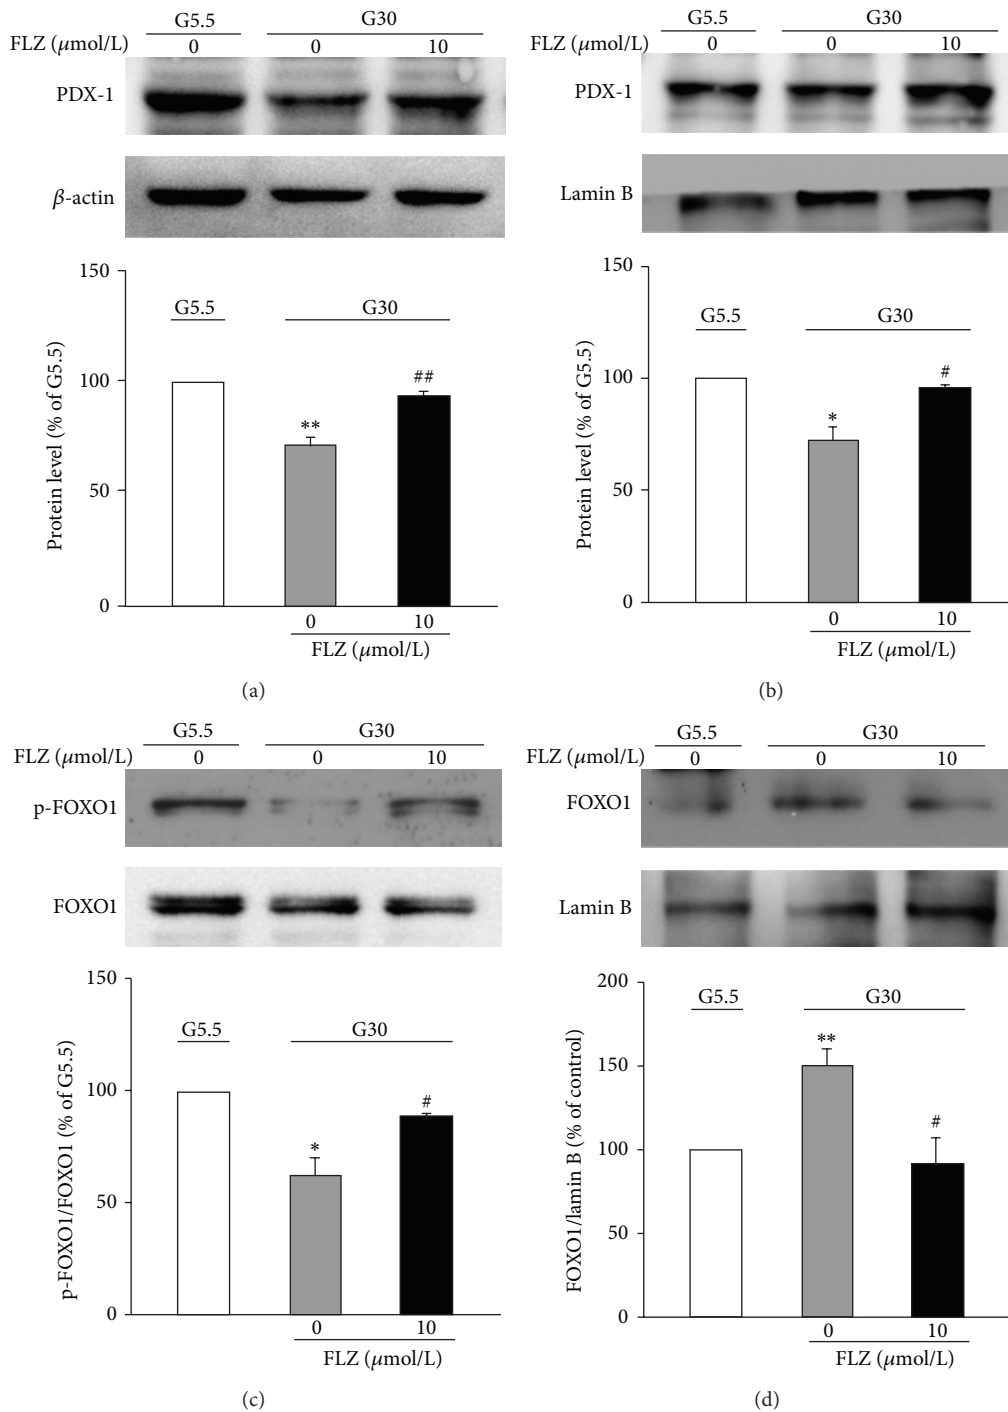 G5.5 G30
FLZ (μmol/L) 0 0 10
PDX-1
β-actin
150
100
50
0
Protein level (% of G5.5)
G5.5 G30
**
##
0 10
FLZ (μmol/L)
(a)
G5.5 G30
FLZ (μmol/L) 0 0 10
PDX-1
Lamin B
150
100
50
0
Protein level (% of G5.5)
G5.5 G30
*
#
0 10
FLZ (μmol/L)
(b)
G5.5 G30
FLZ (μmol/L) 0 0 10
p-FOXO1
FOXO1
150
100
50
0
p-FOXO1/FOXO1 (% of G5.5)
G5.5 G30
*
#
0 10
FLZ (μmol/L)
(c)
G5.5 G30
FLZ (μmol/L) 0 0 10
FOXO1
Lamin B
200
150
100
50
0
FOXO1/lamin B (% of control)
G5.5 G30
**
#
0 10
FLZ (μmol/L)
(d)